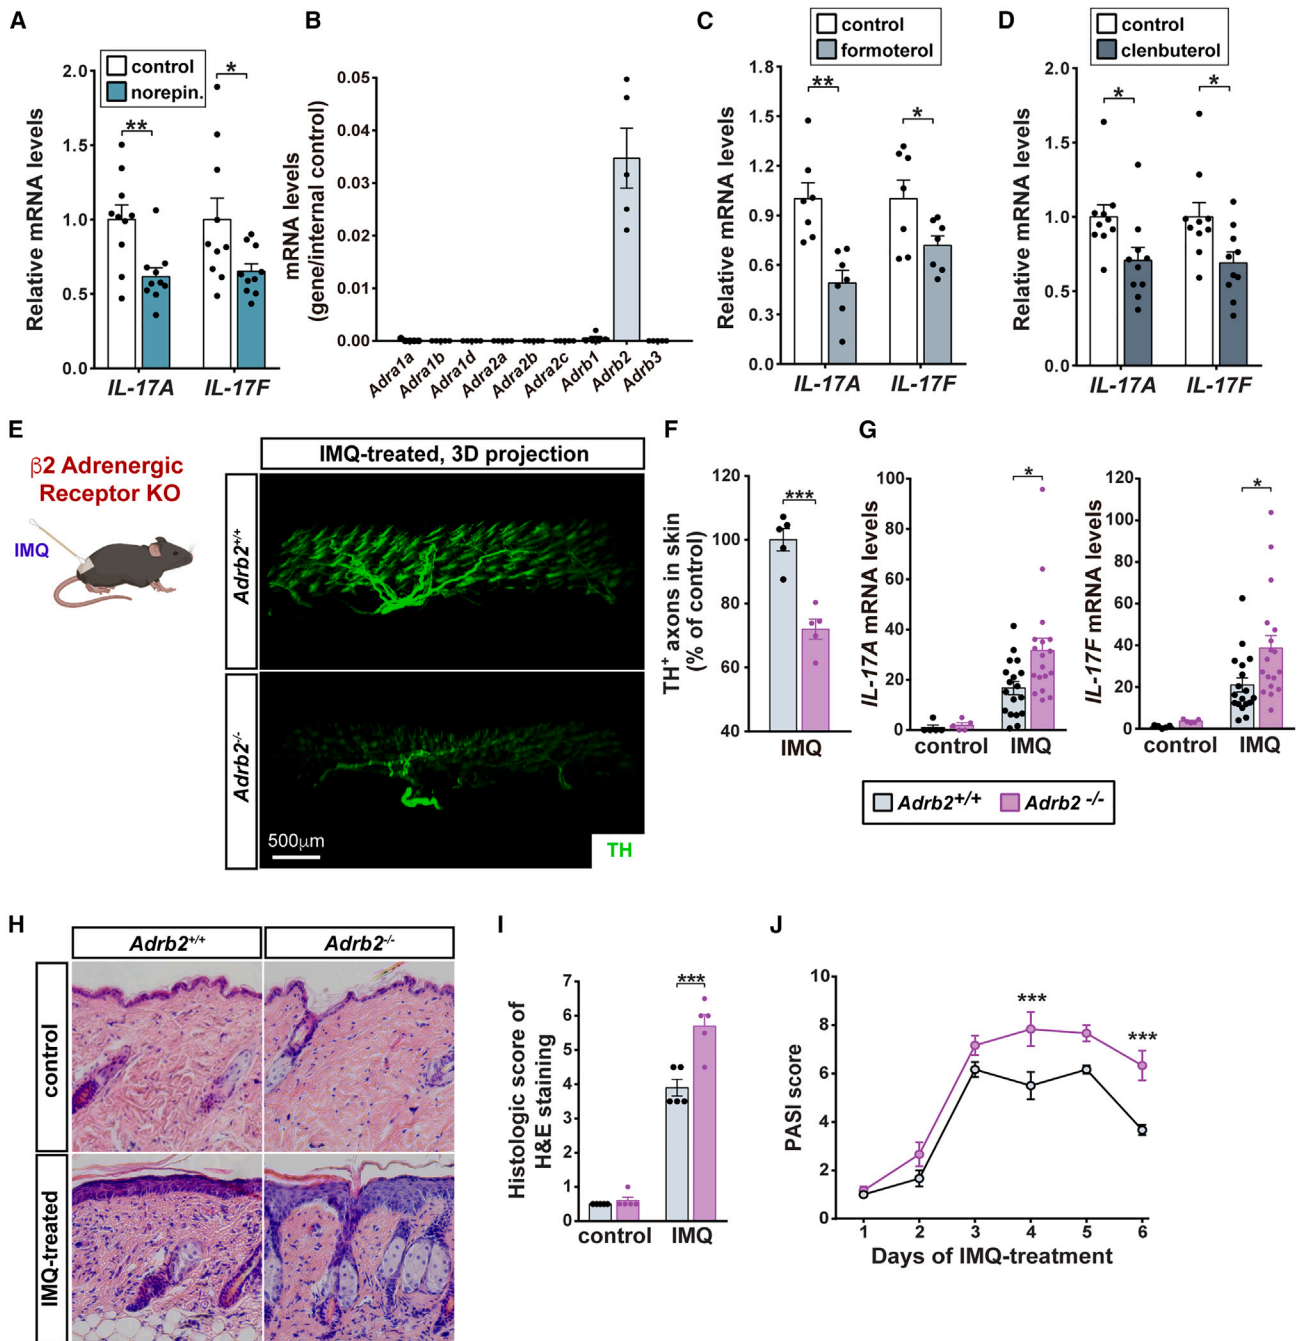 A
control
norepin.
Relative mRNA levels
2.0
1.5
1.0
0.5
0.0
**
*
IL-17A
IL-17F
B
mRNA levels
(gene/internal control)
0.05
0.04
0.03
0.02
0.01
0.00
Adra1a
Adra1b
Adra1d
Adra2a
Adra2b
Adra2c
Adrb1
Adrb2
Adrb3
C
control
formoterol
Relative mRNA levels
1.8
1.5
1.2
0.9
0.6
0.3
0.0
**
*
IL-17A
IL-17F
D
control
clenbuterol
Relative mRNA levels
2.0
1.5
1.0
0.5
0.0
*
*
IL-17A
IL-17F
E
β2 Adrenergic
Receptor KO
IMQ
IMQ-treated, 3D projection
Adrb2+/+
Adrb2-/-
500μm
TH
F
TH+ axons in skin
(% of control)
120
100
80
60
40
***
IMQ
G
IL-17A mRNA levels
100
80
60
40
20
0
*
control
IMQ
IL-17F mRNA levels
120
100
80
60
40
20
0
*
control
IMQ
Adrb2+/+
Adrb2 -/-
H
Adrb2+/+
Adrb2-/-
control
IMQ-treated
I
Histologic score of
H&E staining
7
6
5
4
3
2
1
0
***
control
IMQ
J
PASI score
10
8
6
4
2
0
***
***
1
2
3
4
5
6
Days of IMQ-treatment